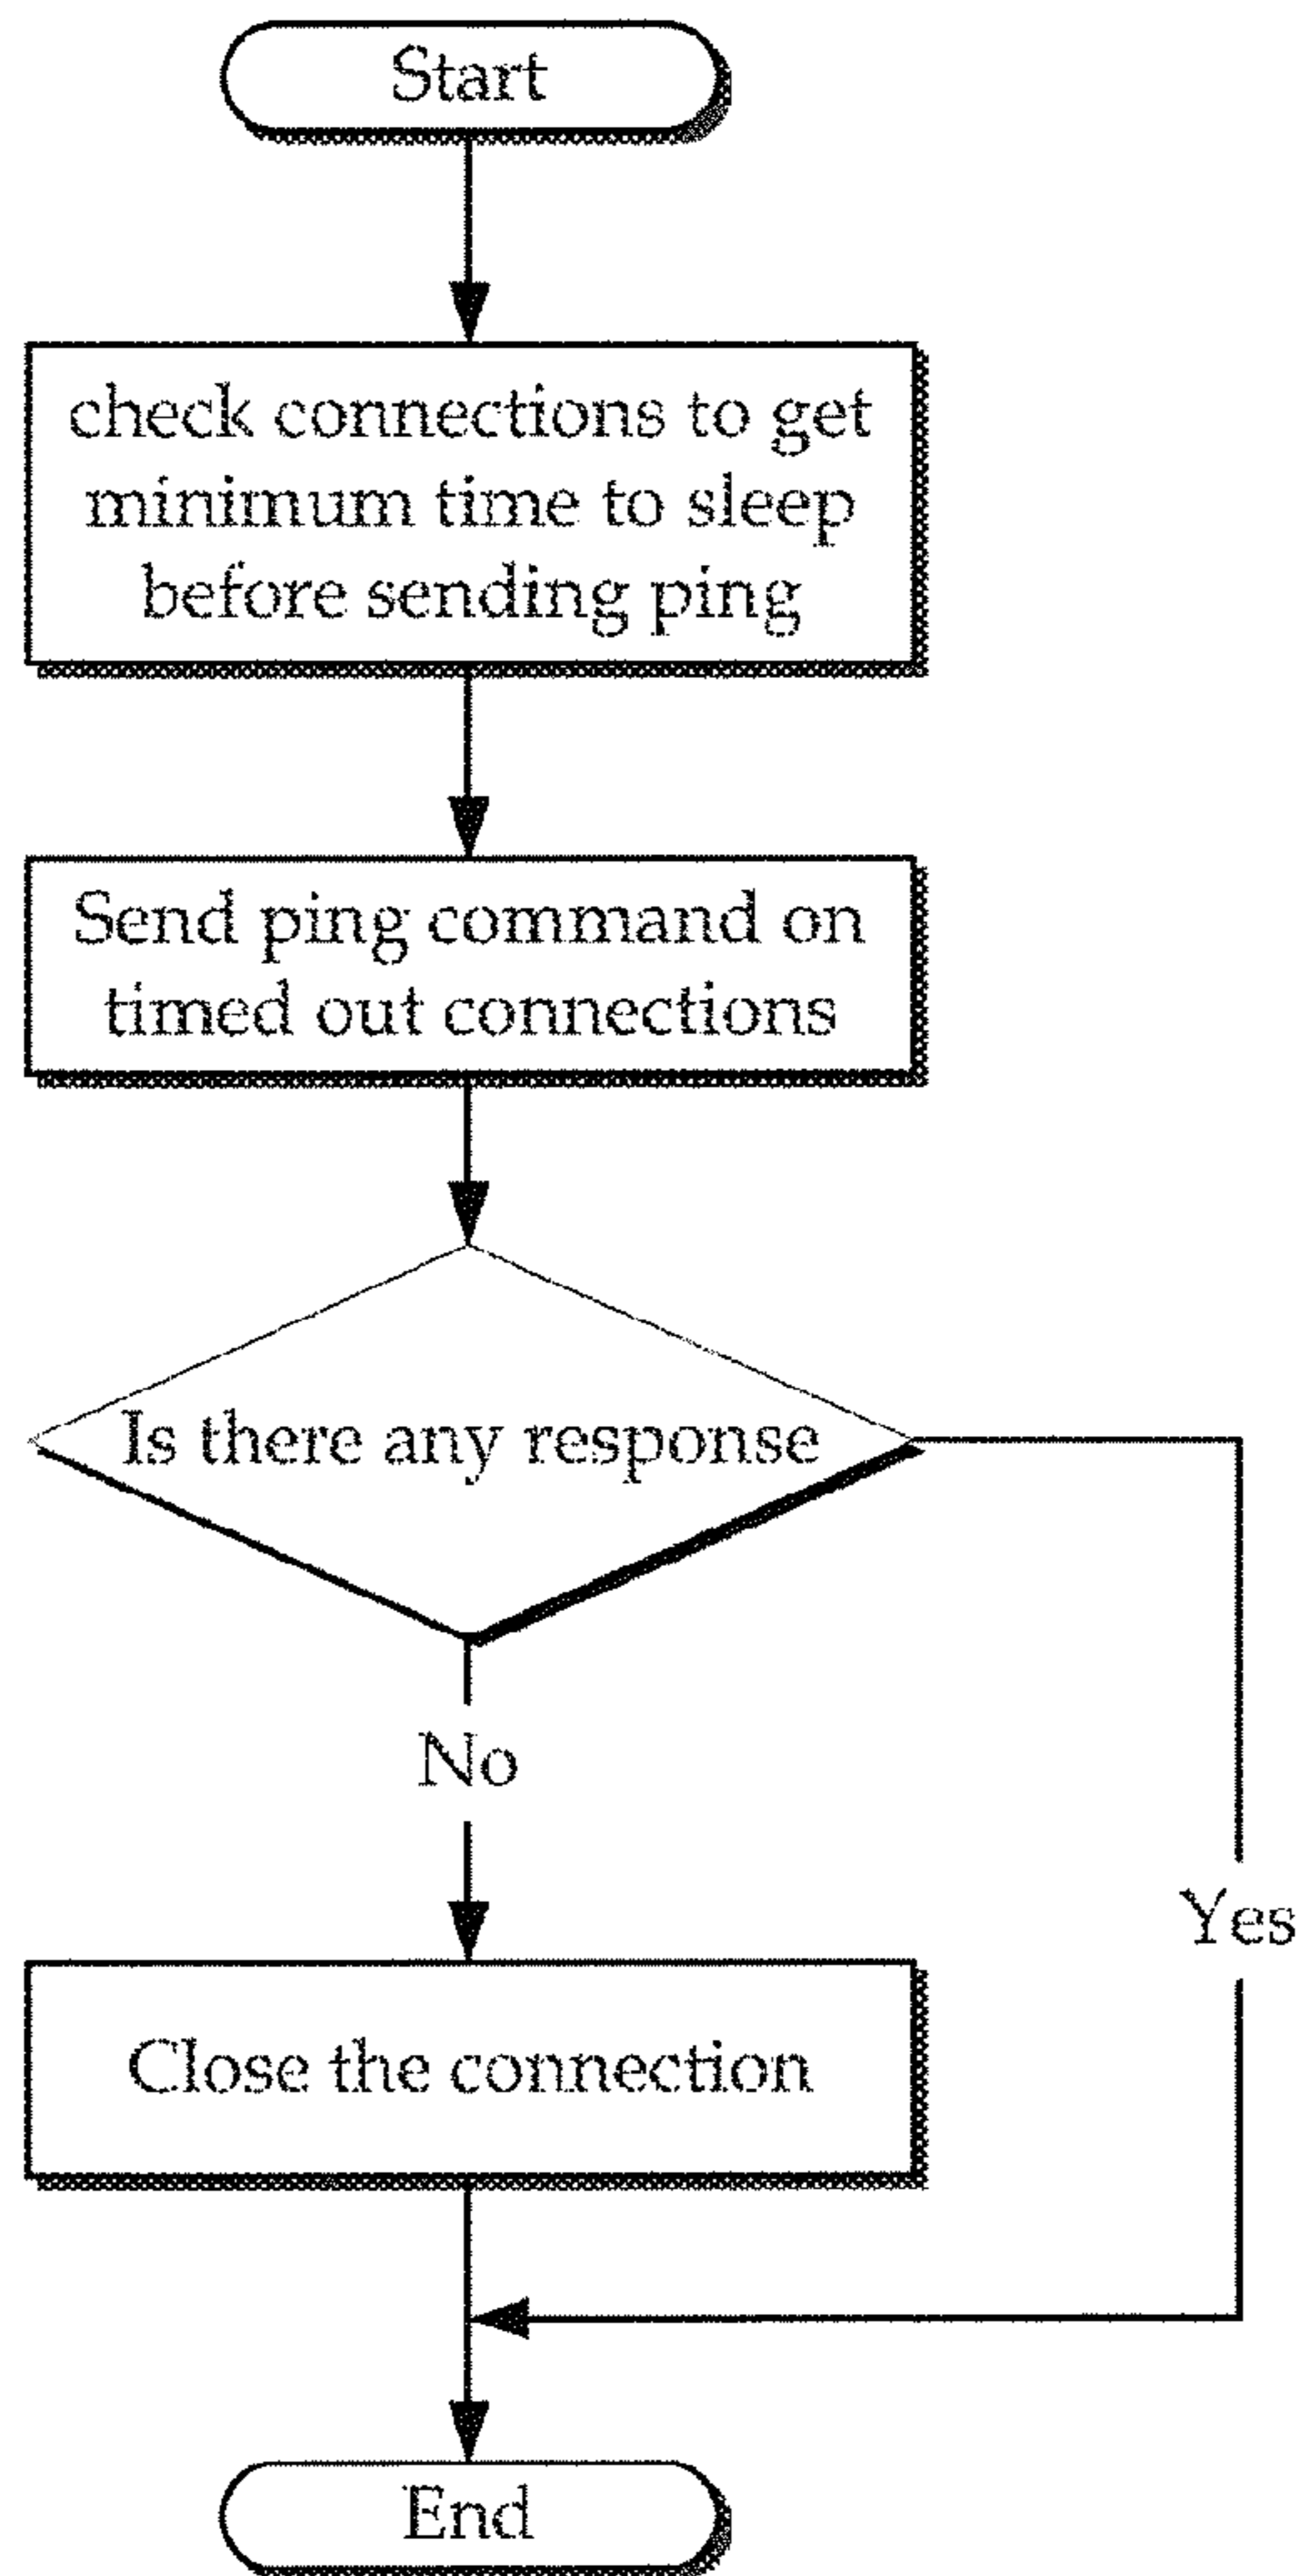 Start
check connections to get
minimum time to sleep
before sending ping
Send ping command on
timed out connections
Is there any response
No
Yes
Close the connection
End